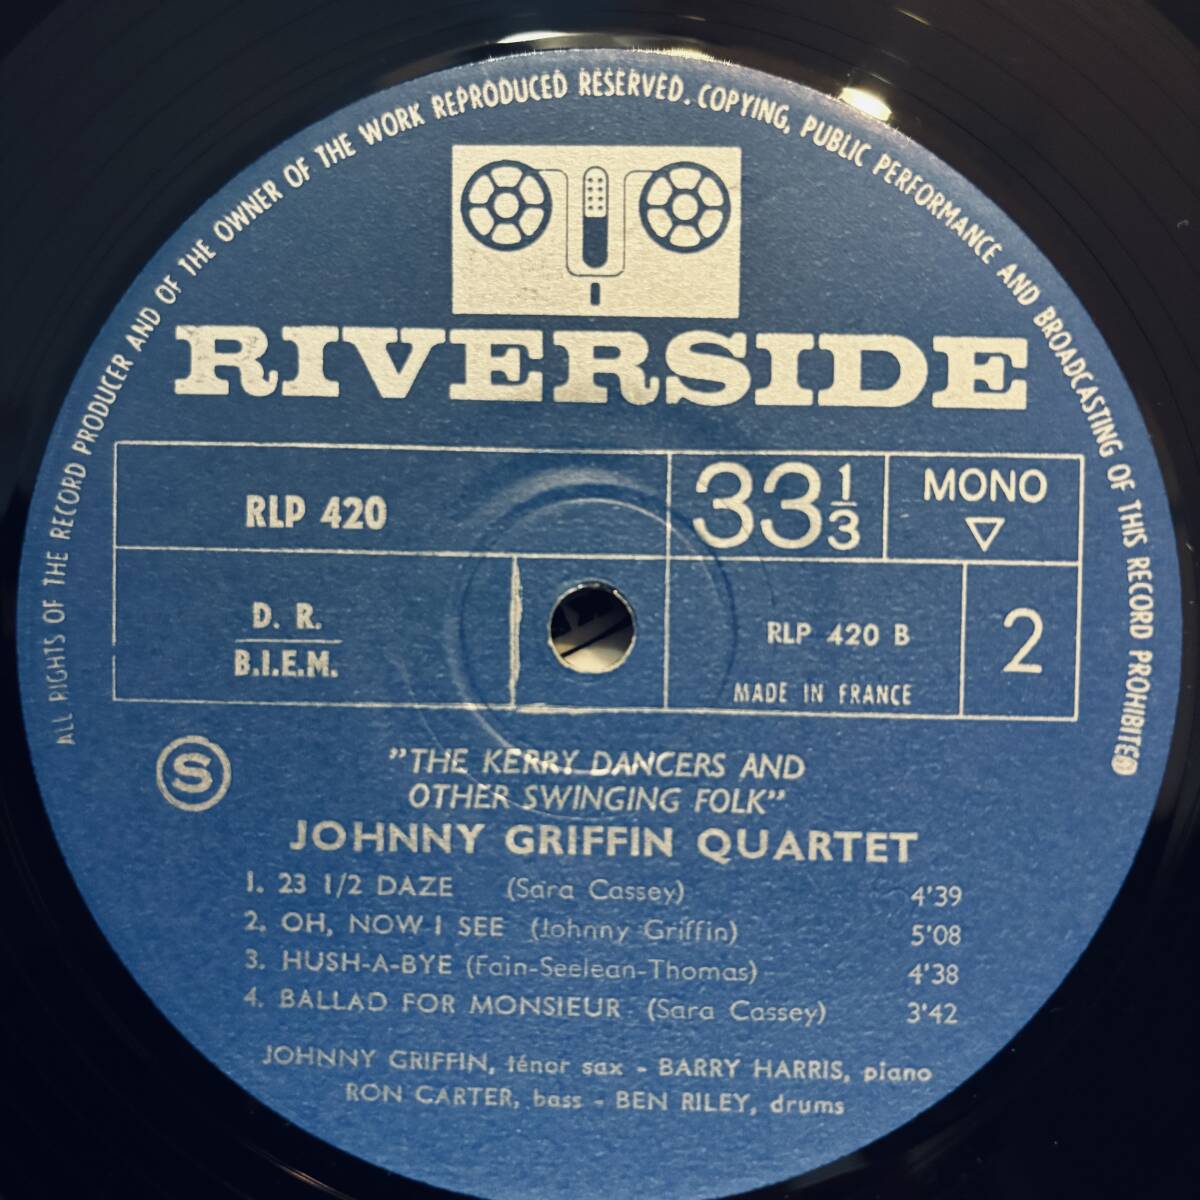 ALL RIGHTS OF THE RECORD PRODUCER AND OF THE OWNER OF THE WORK REPRODUCED RESERVED. COPYING, PUBLIC PERFORMANCE AND BROADCASTING OF THIS RECORD PROHIBITED
RIVERSIDE
RLP 420
33 1/3
MONO
▽
D. R.
B.I.E.M.
RLP 420 B
MADE IN FRANCE
2
S
"THE KERRY DANCERS AND
OTHER SWINGING FOLK"
JOHNNY GRIFFIN QUARTET
1. 23 1/2 DAZE (Sara Cassey) 4'39
2. OH, NOW I SEE (Johnny Griffin) 5'08
3. HUSH-A-BYE (Fain-Seelean-Thomas) 4'38
4. BALLAD FOR MONSIEUR (Sara Cassey) 3'42
JOHNNY GRIFFIN, ténor sax - BARRY HARRIS, piano
RON CARTER, bass - BEN RILEY, drums